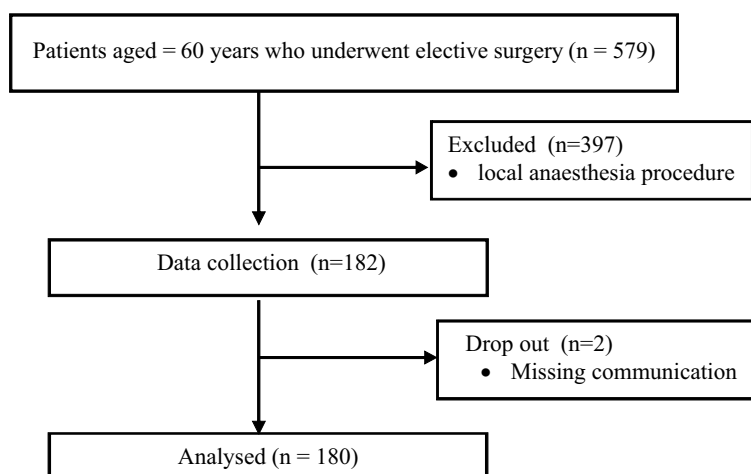 Patients aged = 60 years who underwent elective surgery (n = 579)
Excluded (n=397)
• local anaesthesia procedure
Data collection (n=182)
Drop out (n=2)
• Missing communication
Analysed (n = 180)